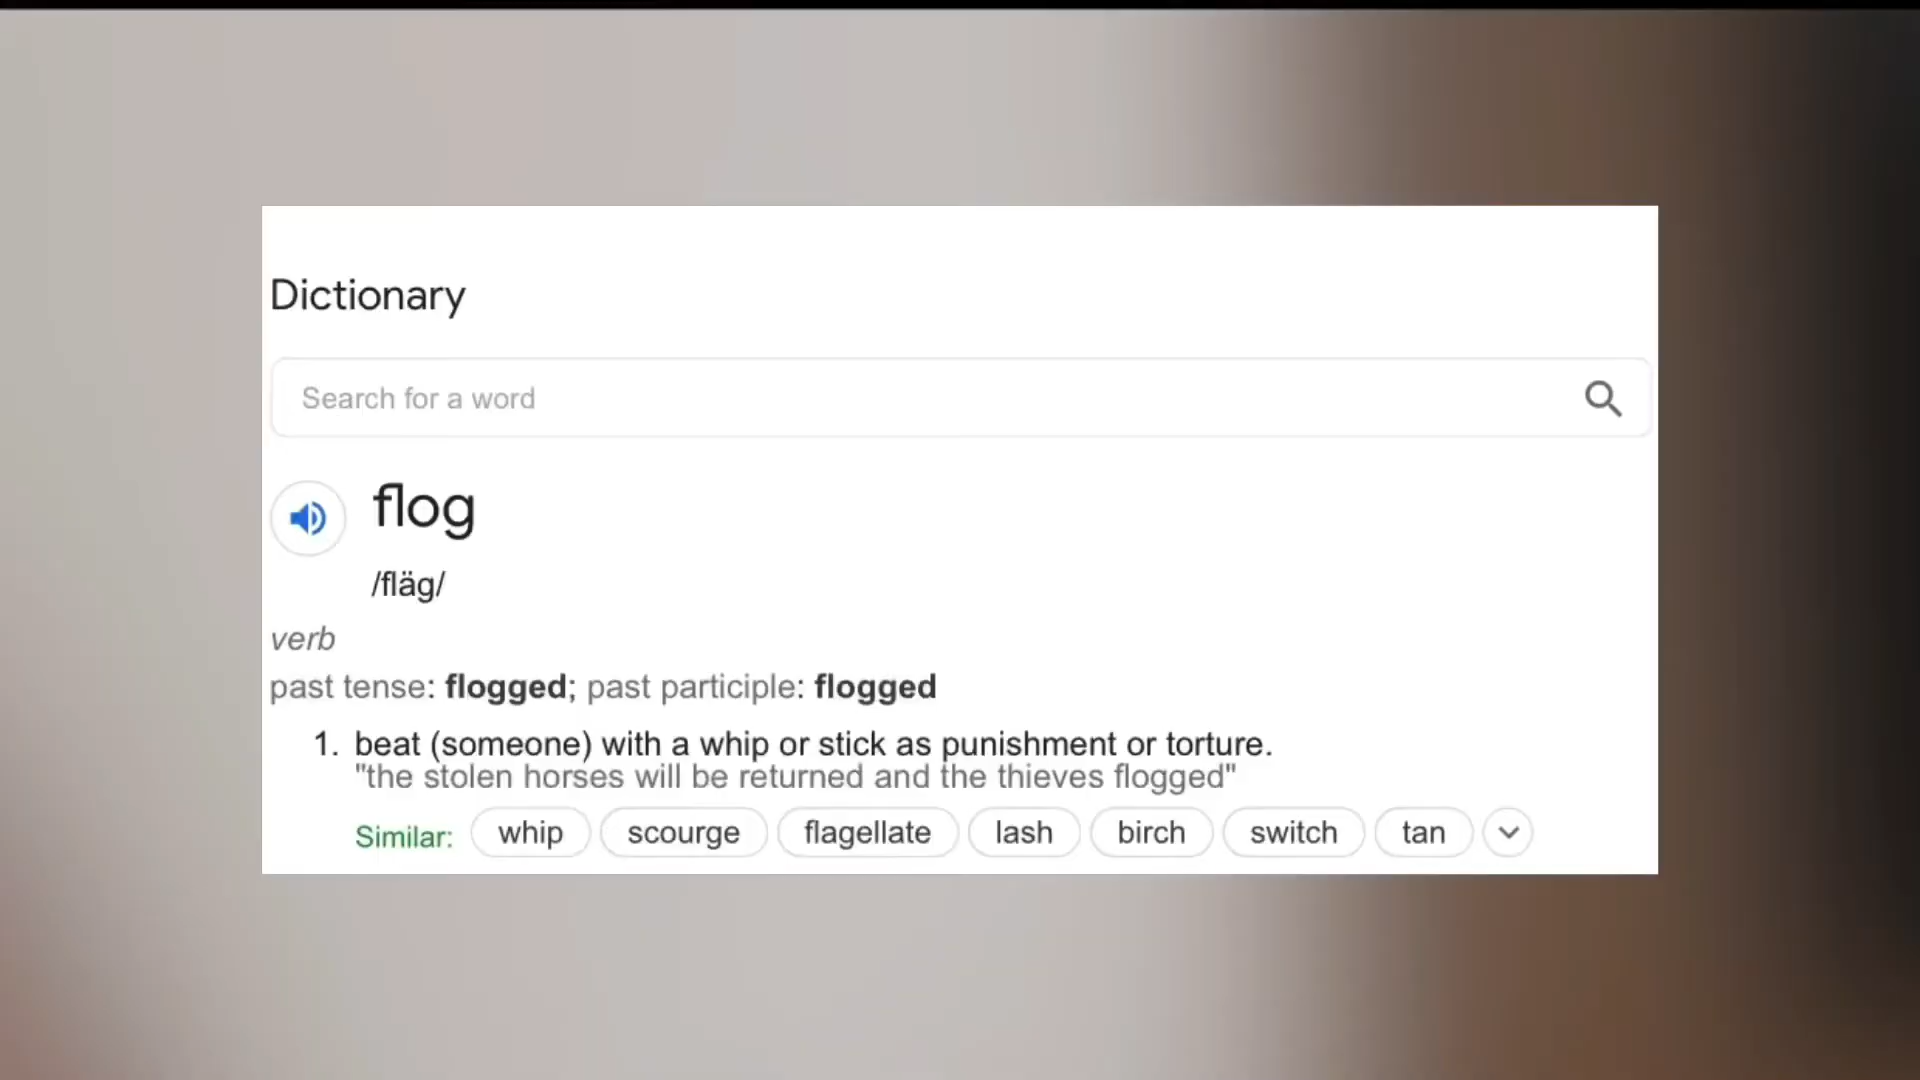 Dictionary
Search for a word
flog
/fläg/
verb
past tense: flogged; past participle: flogged
1. beat (someone) with a whip or stick as punishment or torture.
"the stolen horses will be returned and the thieves flogged"
Similar: whip scourge flagellate lash birch switch tan